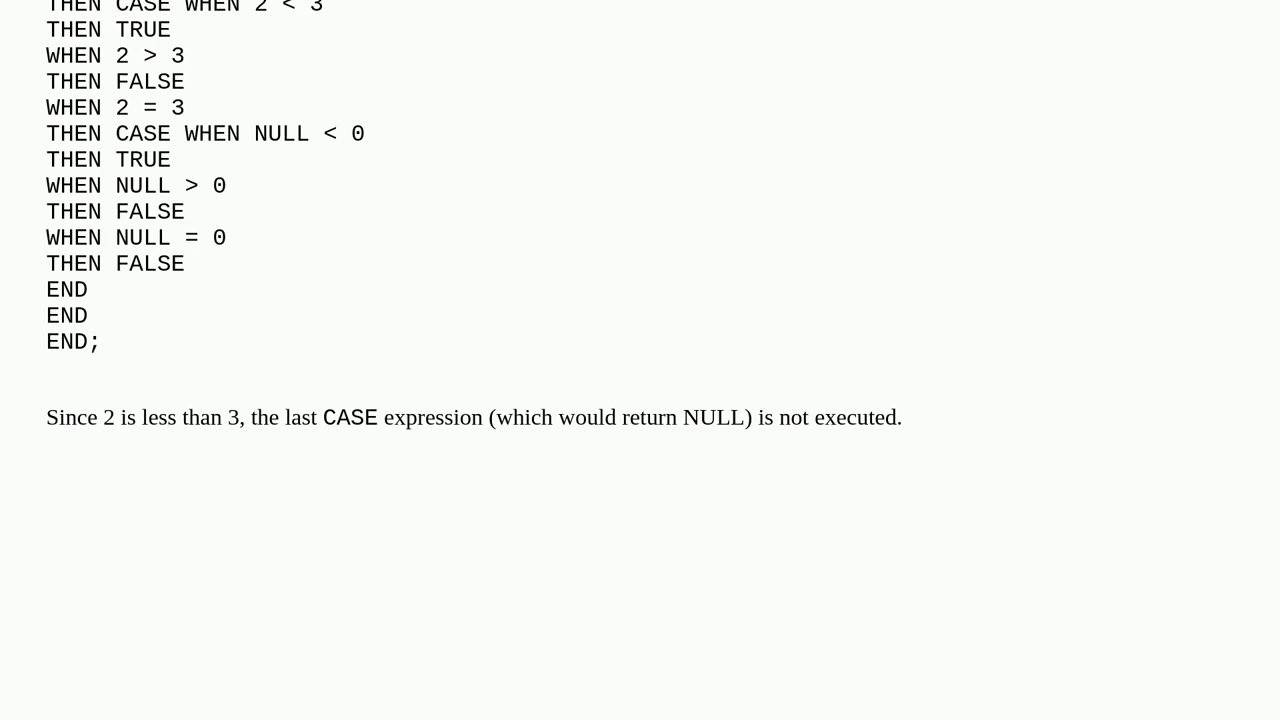 THEN CASE WHEN 2 < 3
THEN TRUE
WHEN 2 > 3
THEN FALSE
WHEN 2 = 3
THEN CASE WHEN NULL < 0
THEN TRUE
WHEN NULL > 0
THEN FALSE
WHEN NULL = 0
THEN FALSE
END
END
END;
Since 2 is less than 3, the last CASE expression (which would return NULL) is not executed.